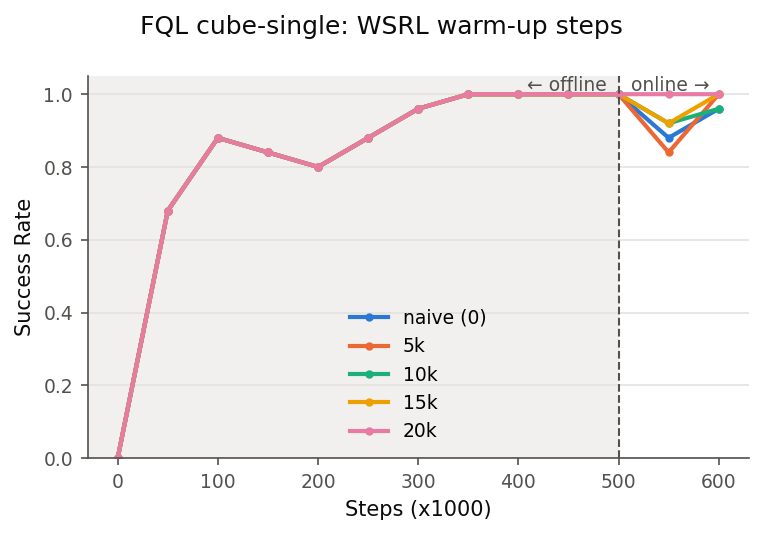 FQL cube-single: WSRL warm-up steps
← offline
online →
1.0
0.8
0.6
0.4
0.2
0.0
Success Rate
naive (0)
5k
10k
15k
20k
0
100
200
300
400
500
600
Steps (x1000)